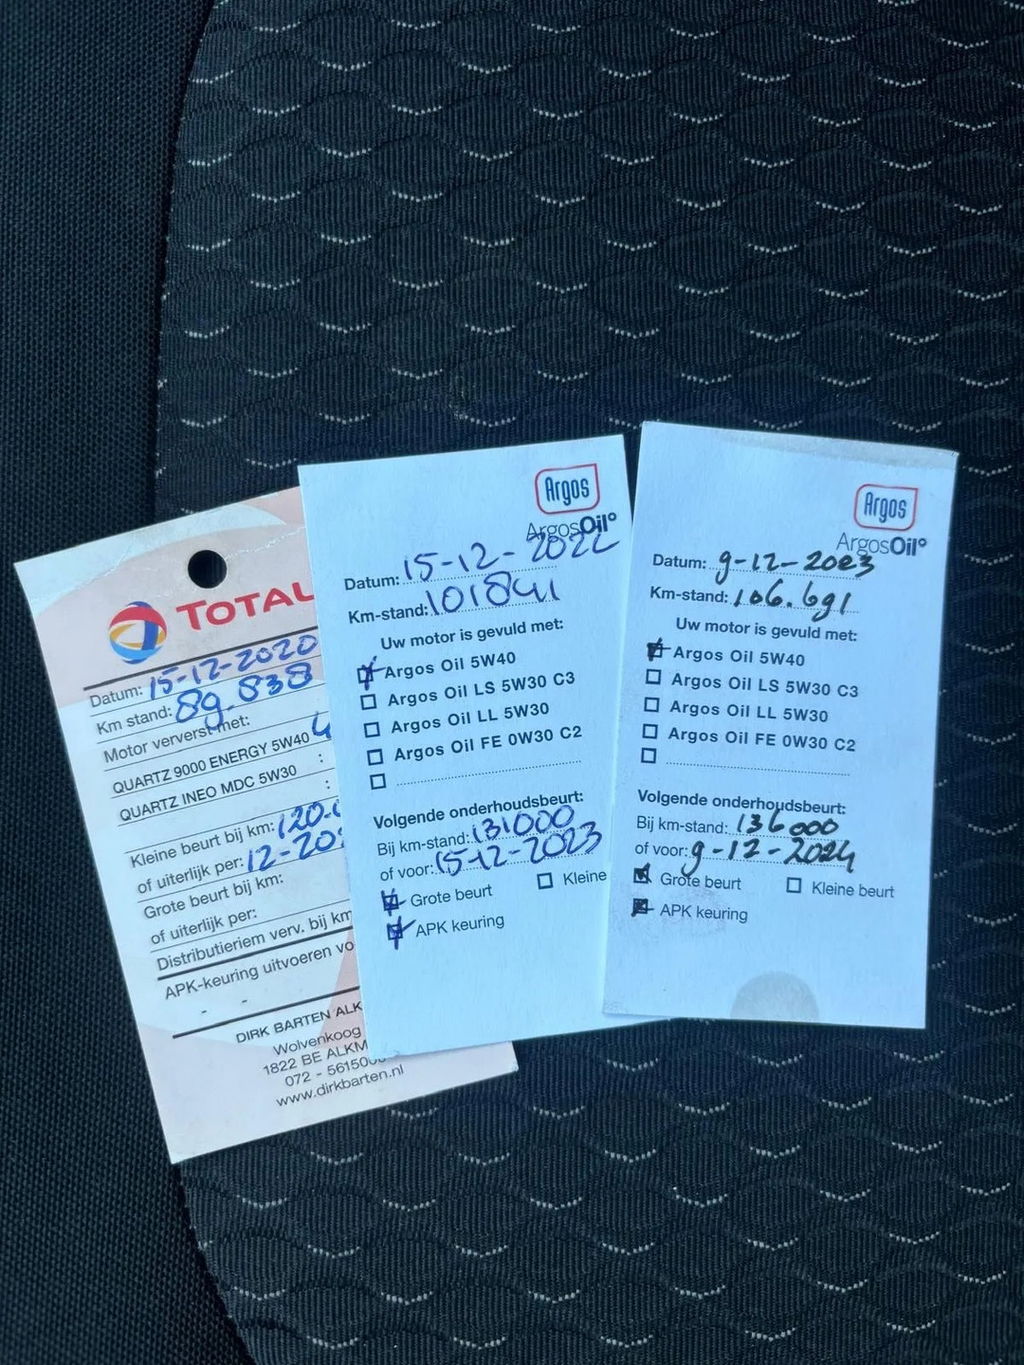 TOTAL
Datum: 15-12-2020
Km stand: 89.838
Motor ververst met:
QUARTZ 9000 ENERGY 5W40
QUARTZ INEO MDC 5W30 :
:
Kleine beurt bij km: 120.
of uiterlijk per: 12-20
Grote beurt bij km:
of uiterlijk per:
Distributieriem verv. bij km
APK-keuring uitvoeren vo
- -
DIRK BARTEN ALK
Wolvenkoog
1822 BE ALKM
072 - 56150
www.dirkbarten.nl
Argos
ArgosOil°
Datum: 15-12-2022
Km-stand: 101841
Uw motor is gevuld met:
Argos Oil 5W40
Argos Oil LS 5W30 C3
Argos Oil LL 5W30
Argos Oil FE 0W30 C2
Volgende onderhoudsbeurt:
Bij km-stand: 131000
of voor: 15-12-2023
Grote beurt Kleine
APK keuring
Argos
ArgosOil°
Datum: 9-12-2023
Km-stand: 106.691
Uw motor is gevuld met:
Argos Oil 5W40
Argos Oil LS 5W30 C3
Argos Oil LL 5W30
Argos Oil FE 0W30 C2
Volgende onderhoudsbeurt:
Bij km-stand: 136000
of voor: 9-12-2024
Grote beurt Kleine beurt
APK keuring